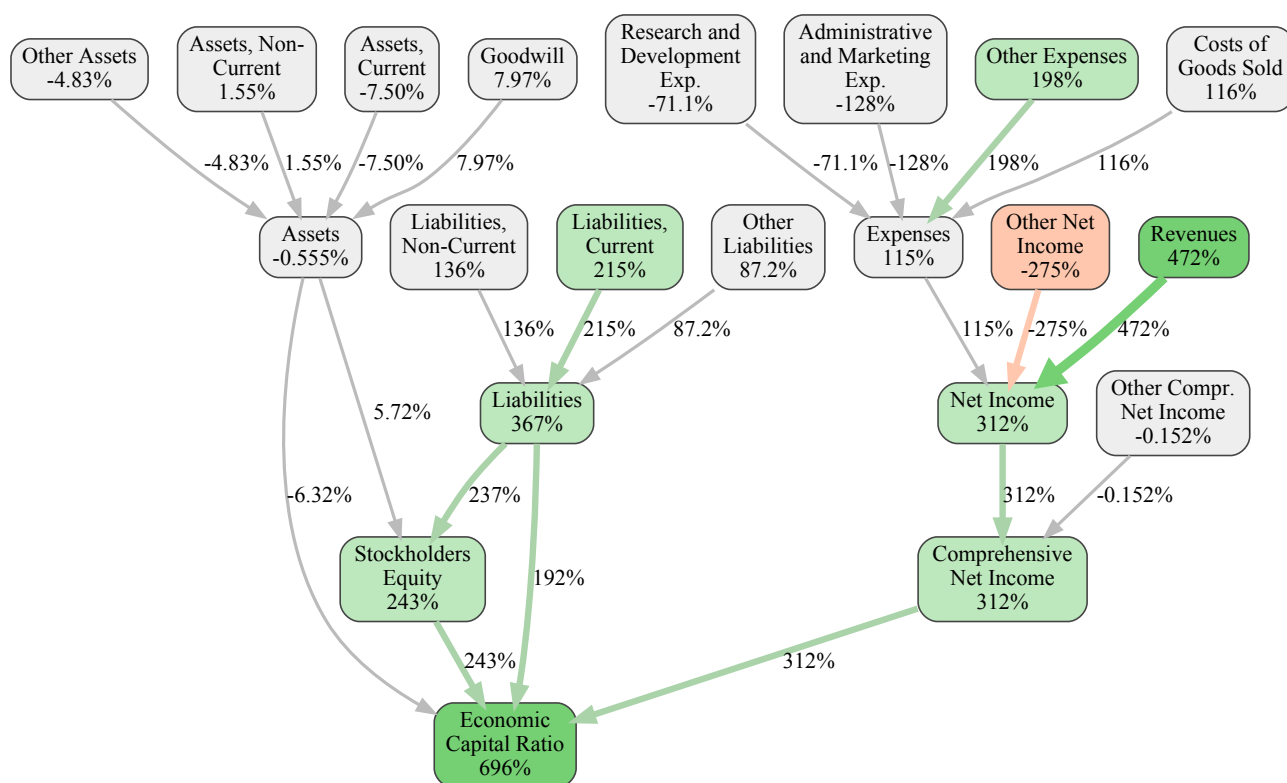 Other Assets
-4.83%
Assets, Non-
Current
1.55%
Assets,
Current
-7.50%
Goodwill
7.97%
Research and
Development
Exp.
-71.1%
Administrative
and Marketing
Exp.
-128%
Other Expenses
198%
Costs of
Goods Sold
116%
-4.83%
1.55%
-7.50%
7.97%
-71.1%
-128%
198%
116%
Assets
-0.555%
Liabilities,
Non-Current
136%
Liabilities,
Current
215%
Other
Liabilities
87.2%
Expenses
115%
Other Net
Income
-275%
Revenues
472%
136%
215%
87.2%
115%
-275%
472%
Liabilities
367%
Net Income
312%
Other Compr.
Net Income
-0.152%
5.72%
-6.32%
237%
192%
312%
-0.152%
Stockholders
Equity
243%
Comprehensive
Net Income
312%
243%
312%
Economic
Capital Ratio
696%